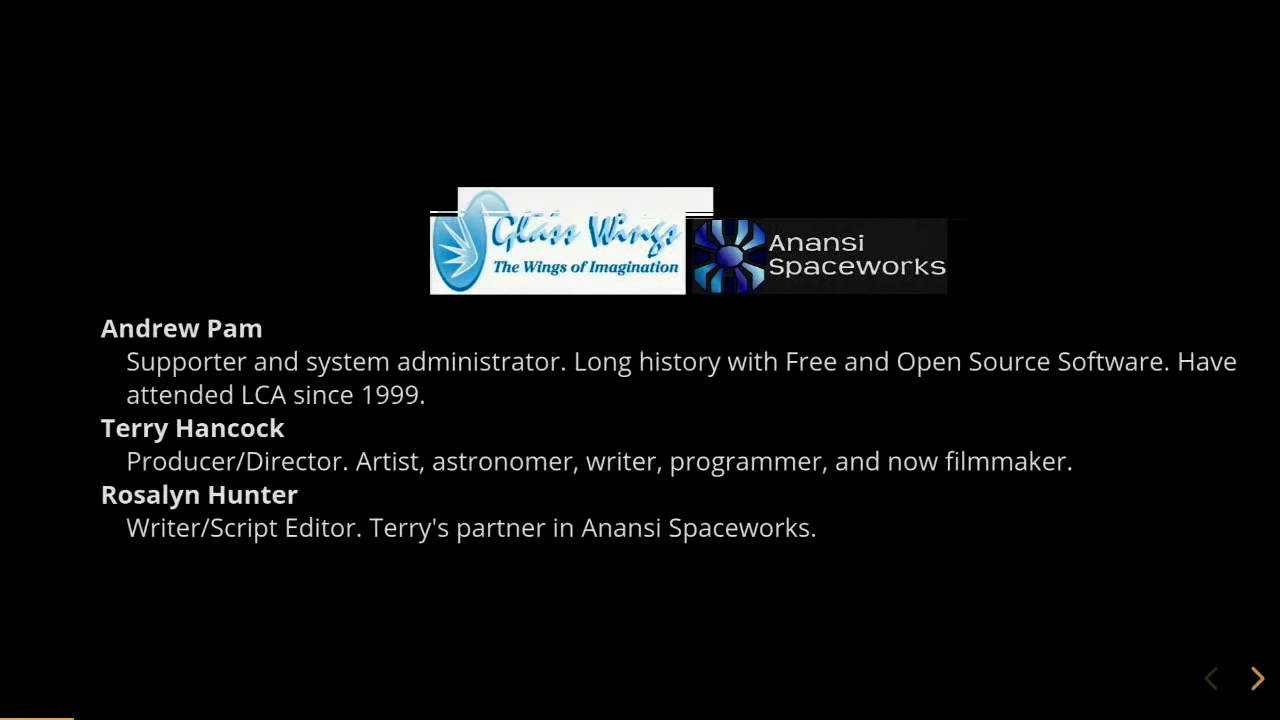 Glass Wings
The Wings of Imagination
Anansi
Spaceworks
Andrew Pam
Supporter and system administrator. Long history with Free and Open Source Software. Have
attended LCA since 1999.
Terry Hancock
Producer/Director. Artist, astronomer, writer, programmer, and now filmmaker.
Rosalyn Hunter
Writer/Script Editor. Terry's partner in Anansi Spaceworks.